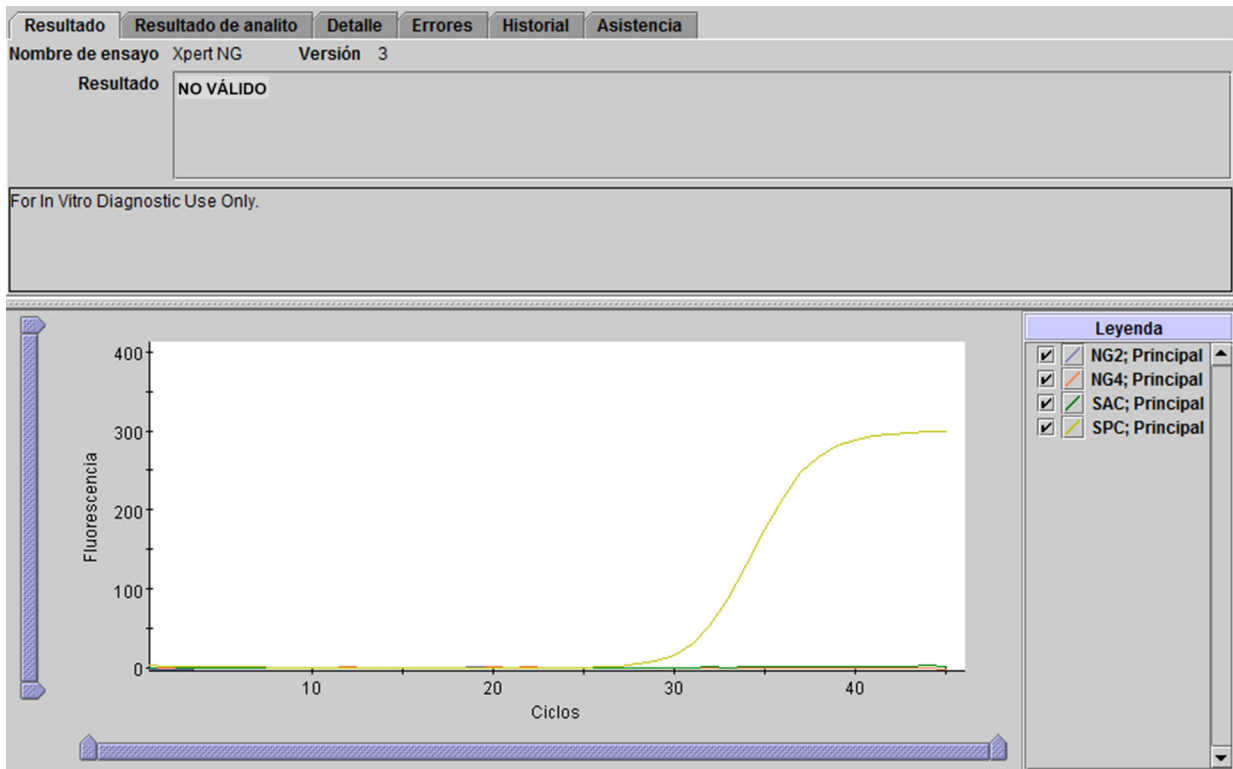 Resultado Resultado de analito Detalle Errores Historial Asistencia
Nombre de ensayo Xpert NG Versión 3
Resultado NO VÁLIDO
For In Vitro Diagnostic Use Only.
Leyenda
NG2; Principal
NG4; Principal
SAC; Principal
SPC; Principal
400
300
200
100
0
Fluorescencia
10 20 30 40
Ciclos